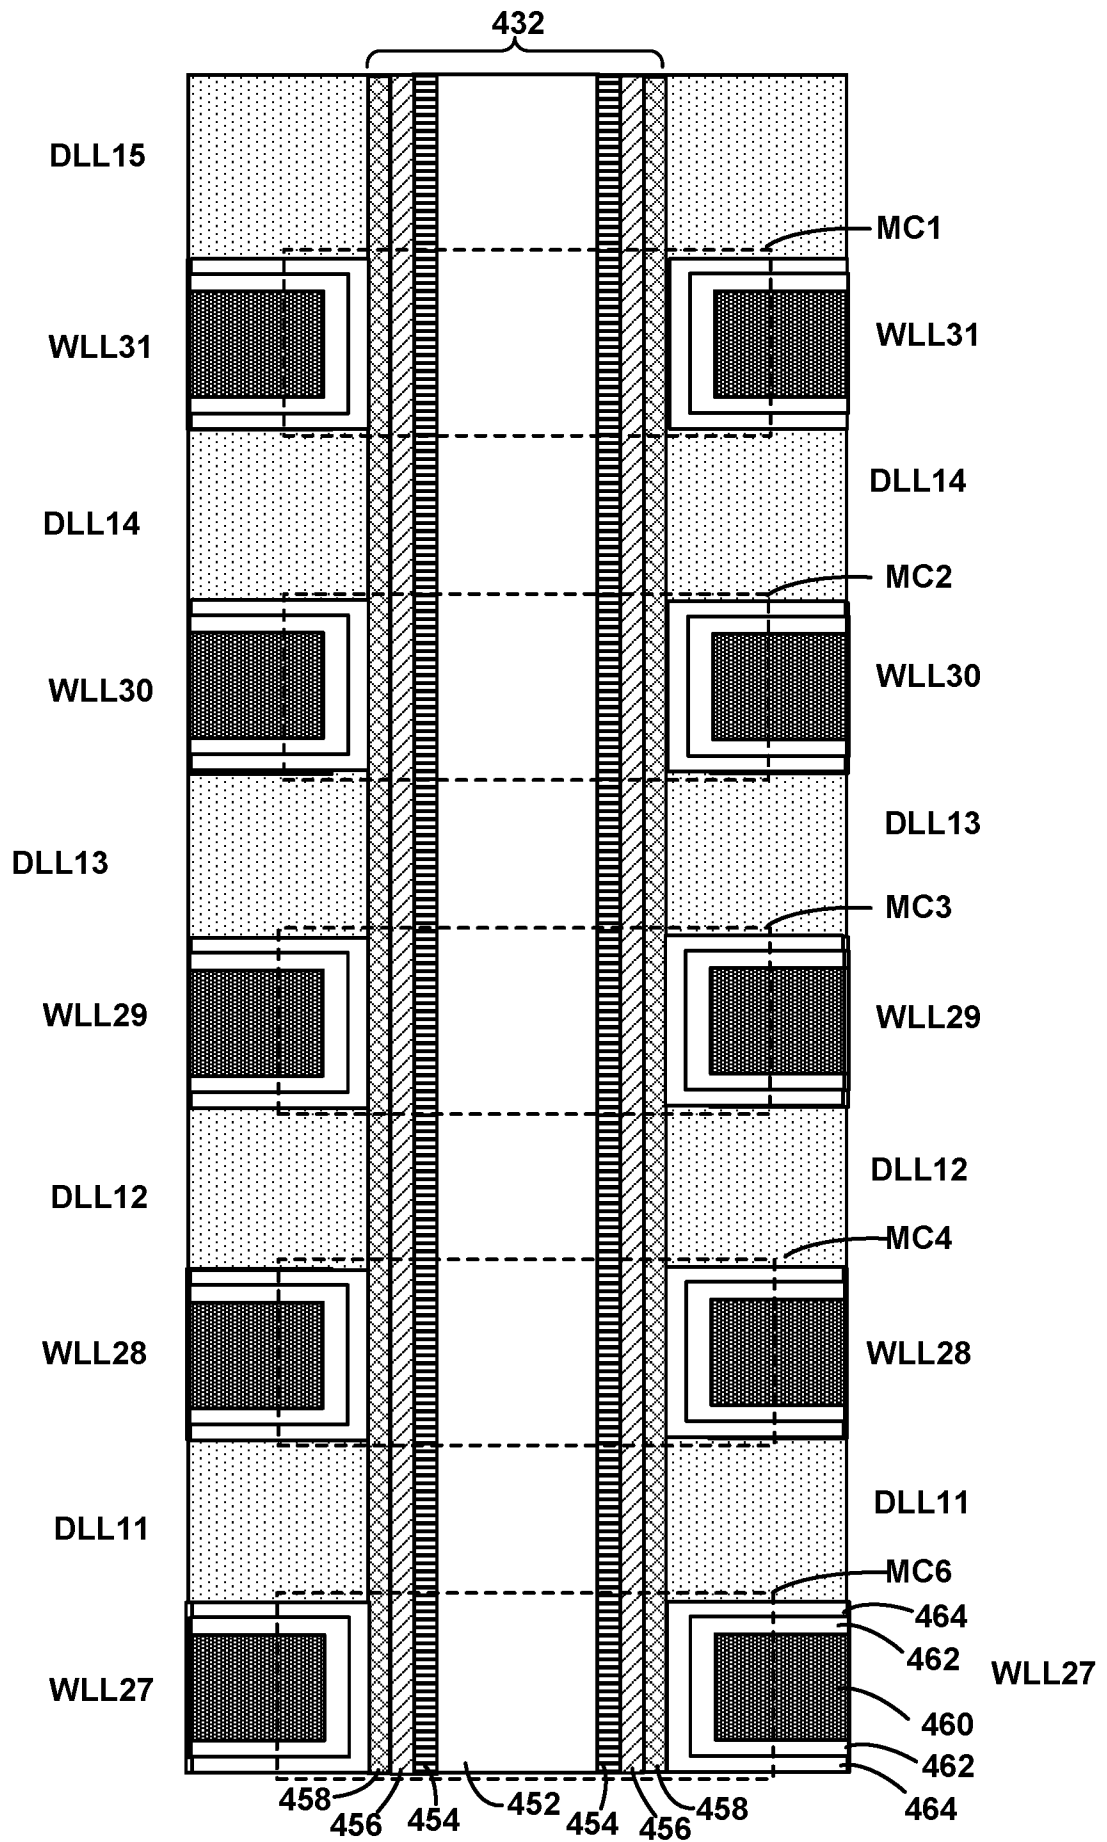 432
DLL15
MC1
WLL31 WLL31
DLL14
DLL14
MC2
WLL30 WLL30
DLL13
DLL13
MC3
WLL29 WLL29
DLL12
DLL12
MC4
WLL28 WLL28
DLL11
DLL11
MC6
464
462
WLL27 WLL27
460
462
464
458 456 454 452 454 456 458